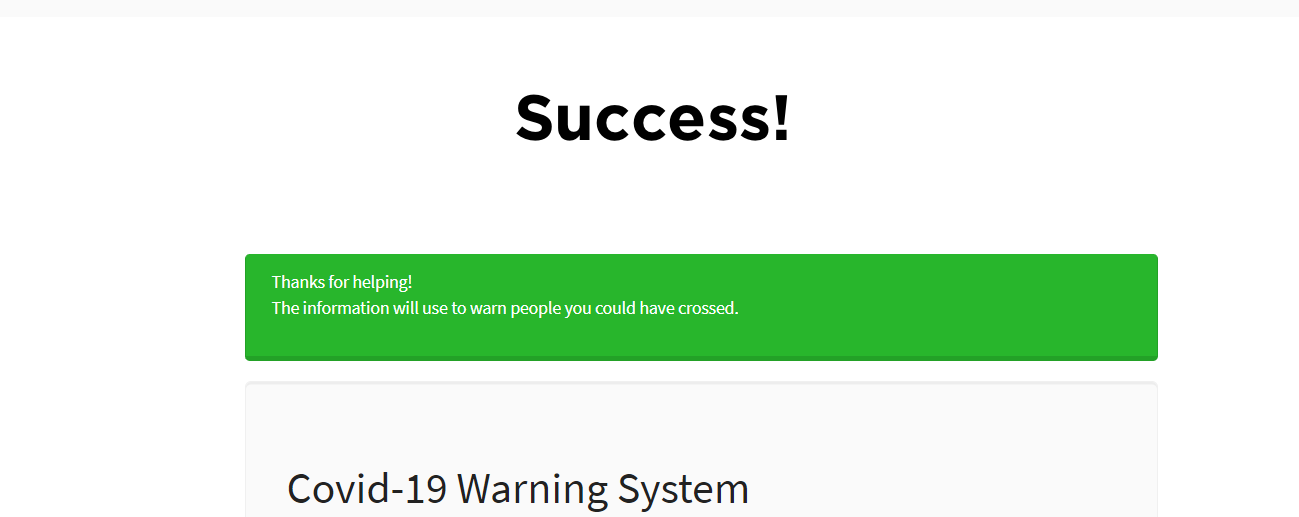 Success!
Thanks for helping!
The information will use to warn people you could have crossed.
Covid-19 Warning System